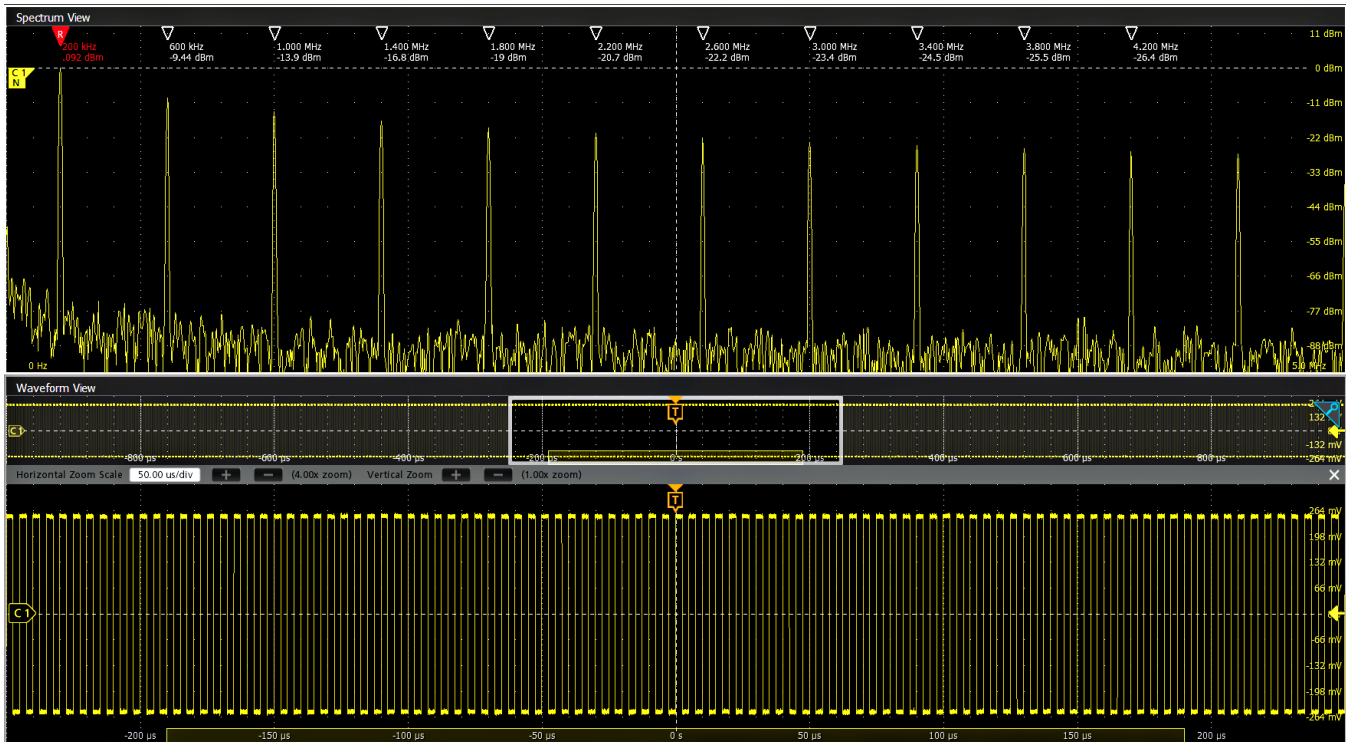 Spectrum View
R
200 kHz 600 kHz 1.000 MHz 1.400 MHz 1.800 MHz 2.200 MHz 2.600 MHz 3.000 MHz 3.400 MHz 3.800 MHz 4.200 MHz
.092 dBm -9.44 dBm -13.9 dBm -16.8 dBm -19 dBm -20.7 dBm -22.2 dBm -23.4 dBm -24.5 dBm -25.5 dBm -26.4 dBm
11 dBm
0 dBm
C 1
N
-11 dBm
-22 dBm
-33 dBm
-44 dBm
-55 dBm
-66 dBm
-77 dBm
-88 dBm
0 Hz 5.0 MHz
Waveform View
T
132
C1
-132 mV
-800 µs -600 µs -400 µs -200 µs 0 s 200 µs 400 µs 600 µs 800 µs -264 mV
Horizontal Zoom Scale 50.00 us/div + − (4.00x zoom) Vertical Zoom + − (1.00x zoom)
T
264 mV
198 mV
132 mV
66 mV
C 1
-66 mV
-132 mV
-198 mV
-264 mV
-200 µs -150 µs -100 µs -50 µs 0 s 50 µs 100 µs 150 µs 200 µs